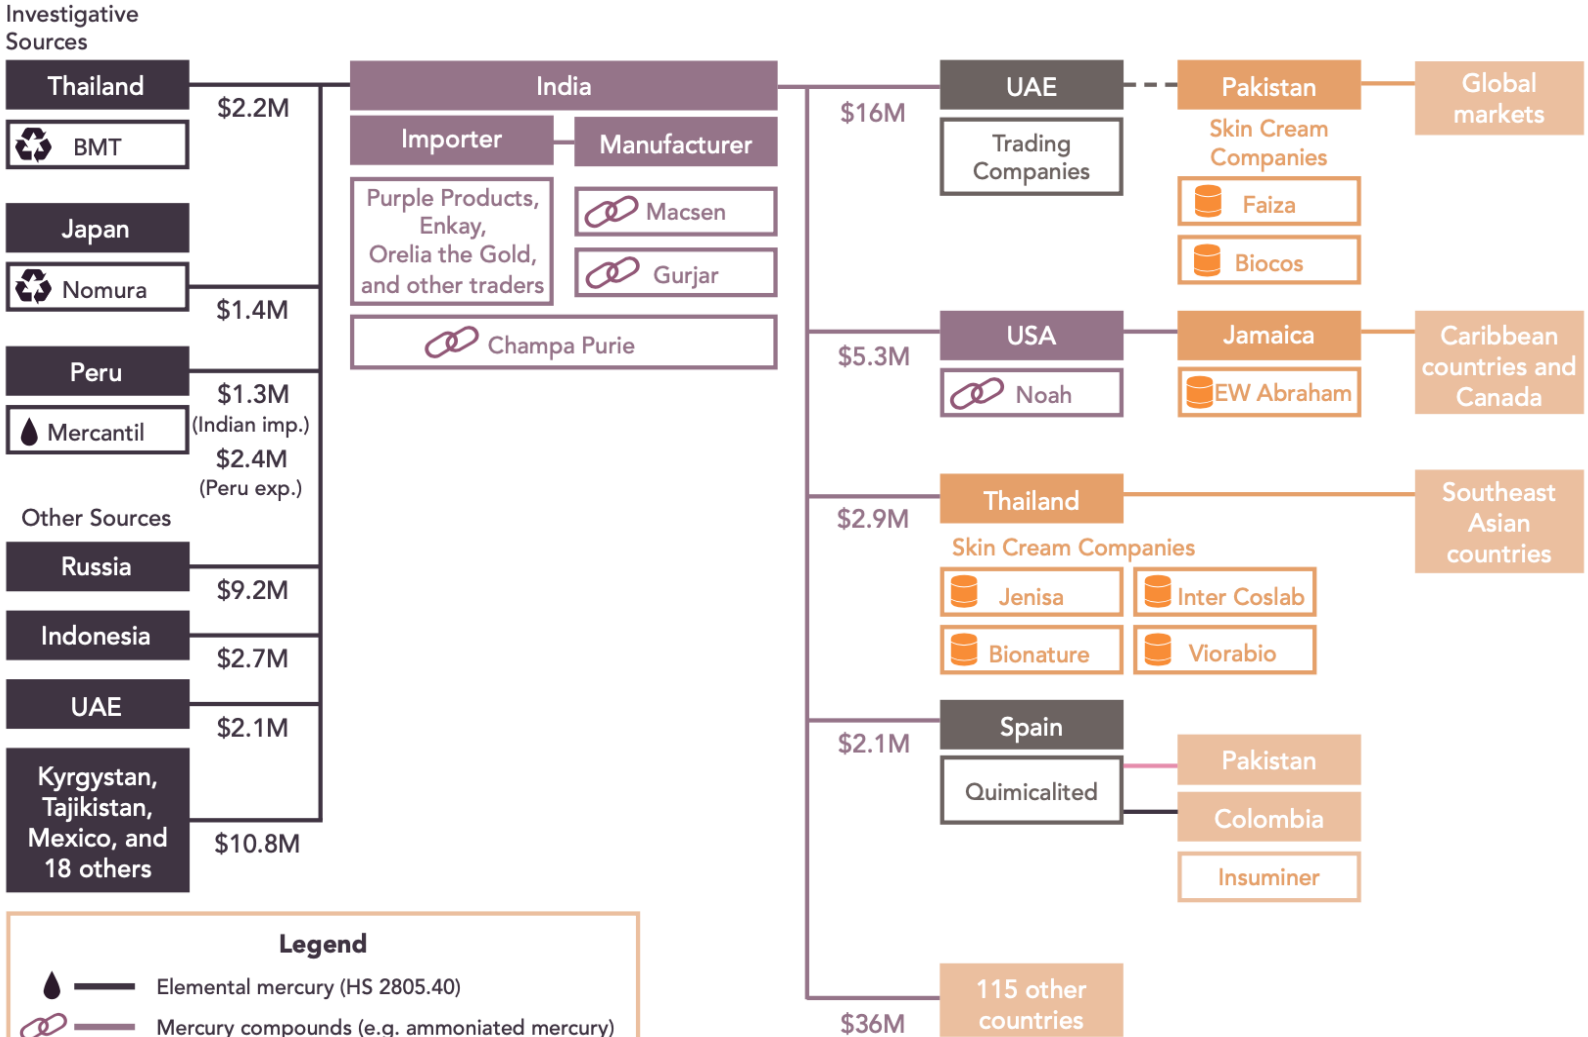 Investigative
Sources
Thailand
$2.2M
BMT
Japan
Nomura
$1.4M
Peru
$1.3M
(Indian imp.)
Mercantil
$2.4M
(Peru exp.)
Other Sources
Russia
$9.2M
Indonesia
$2.7M
UAE
$2.1M
Kyrgystan,
Tajikistan,
Mexico, and
18 others
$10.8M
India
Importer
Manufacturer
Purple Products,
Enkay,
Orelia the Gold,
and other traders
Macsen
Gurjar
Champa Purie
$16M
UAE
Trading
Companies
Pakistan
Skin Cream
Companies
Faiza
Biocos
Global
markets
$5.3M
USA
Noah
Jamaica
EW Abraham
Caribbean
countries and
Canada
$2.9M
Thailand
Skin Cream Companies
Jenisa
Inter Coslab
Bionature
Viorabio
Southeast
Asian
countries
$2.1M
Spain
Quimicalited
Pakistan
Colombia
Insuminer
$36M
115 other
countries
Legend
Elemental mercury (HS 2805.40)
Mercury compounds (e.g. ammoniated mercury)